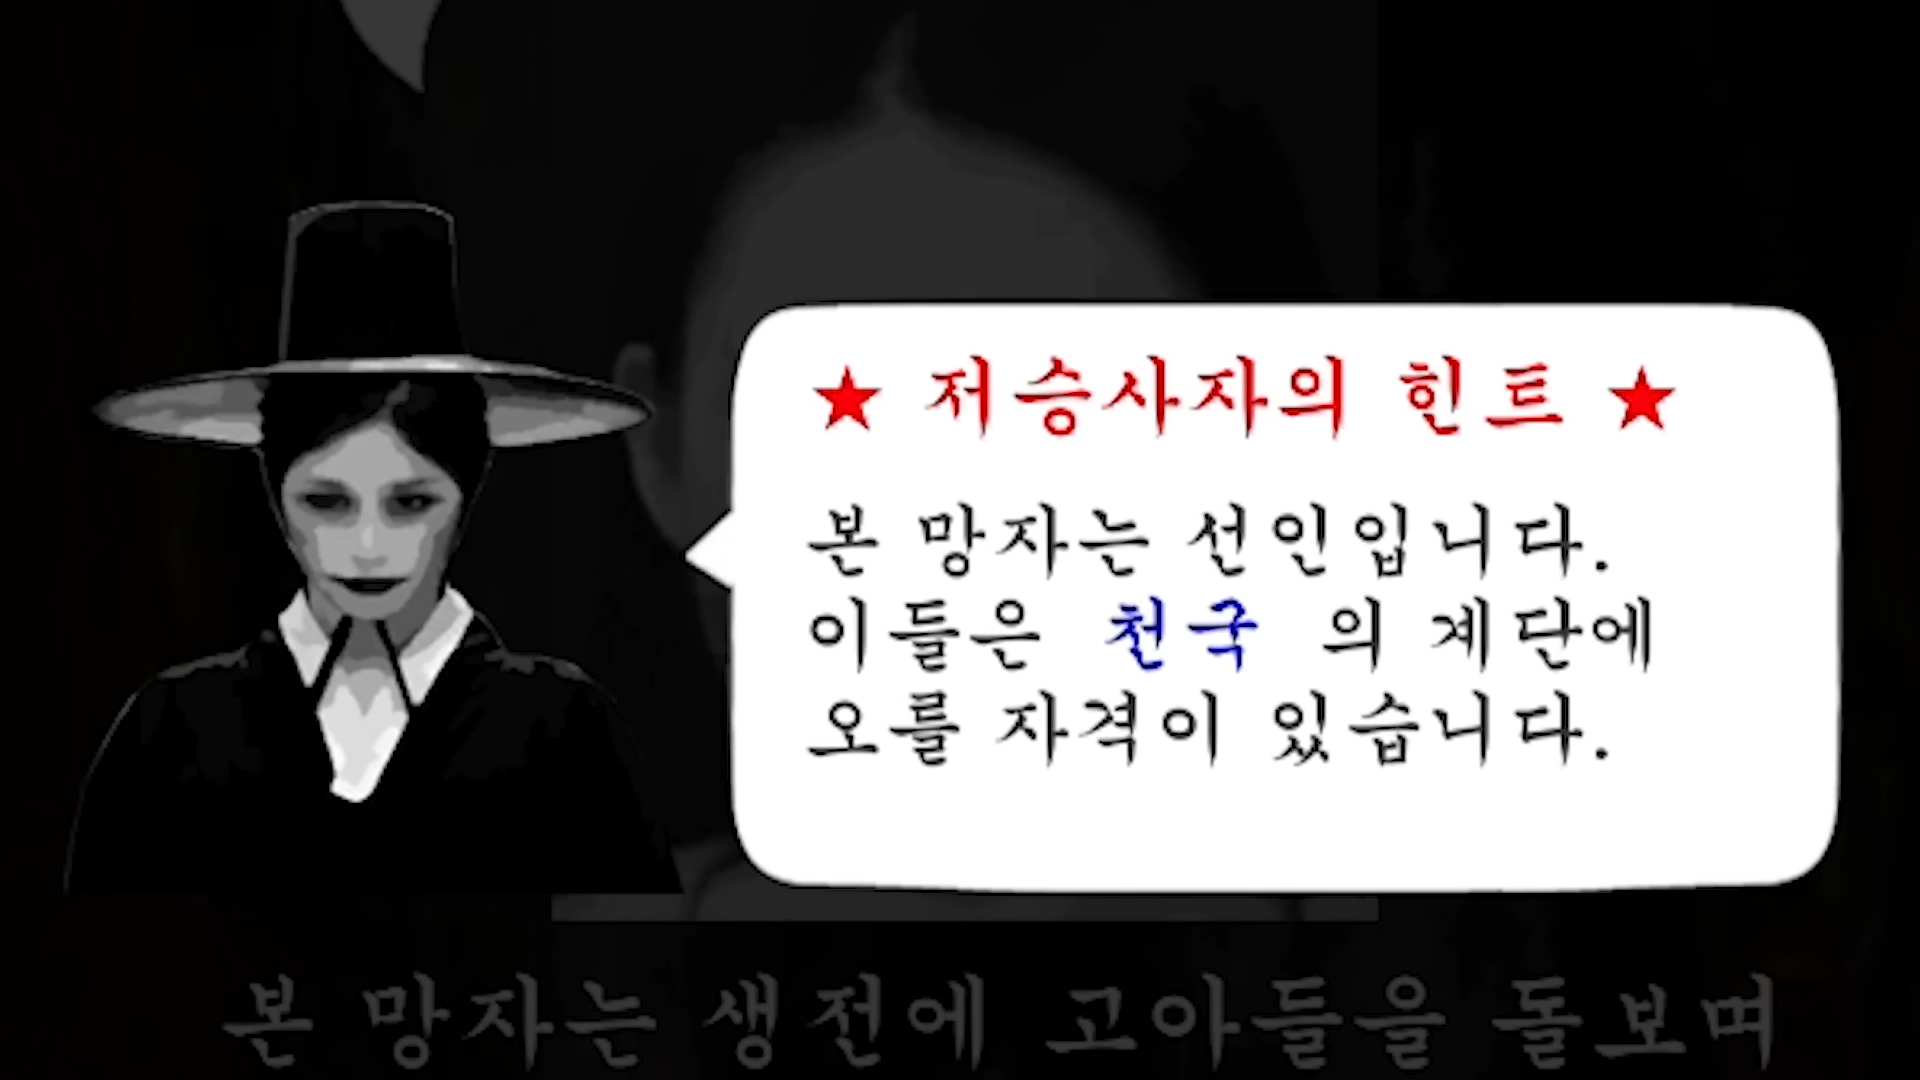 ★ 저승사자의 힌트 ★
본 망자는 선인입니다.
이들은 천국 의 계단에
오를 자격이 있습니다.
본 망자는 생전에 고아들을 돌보며